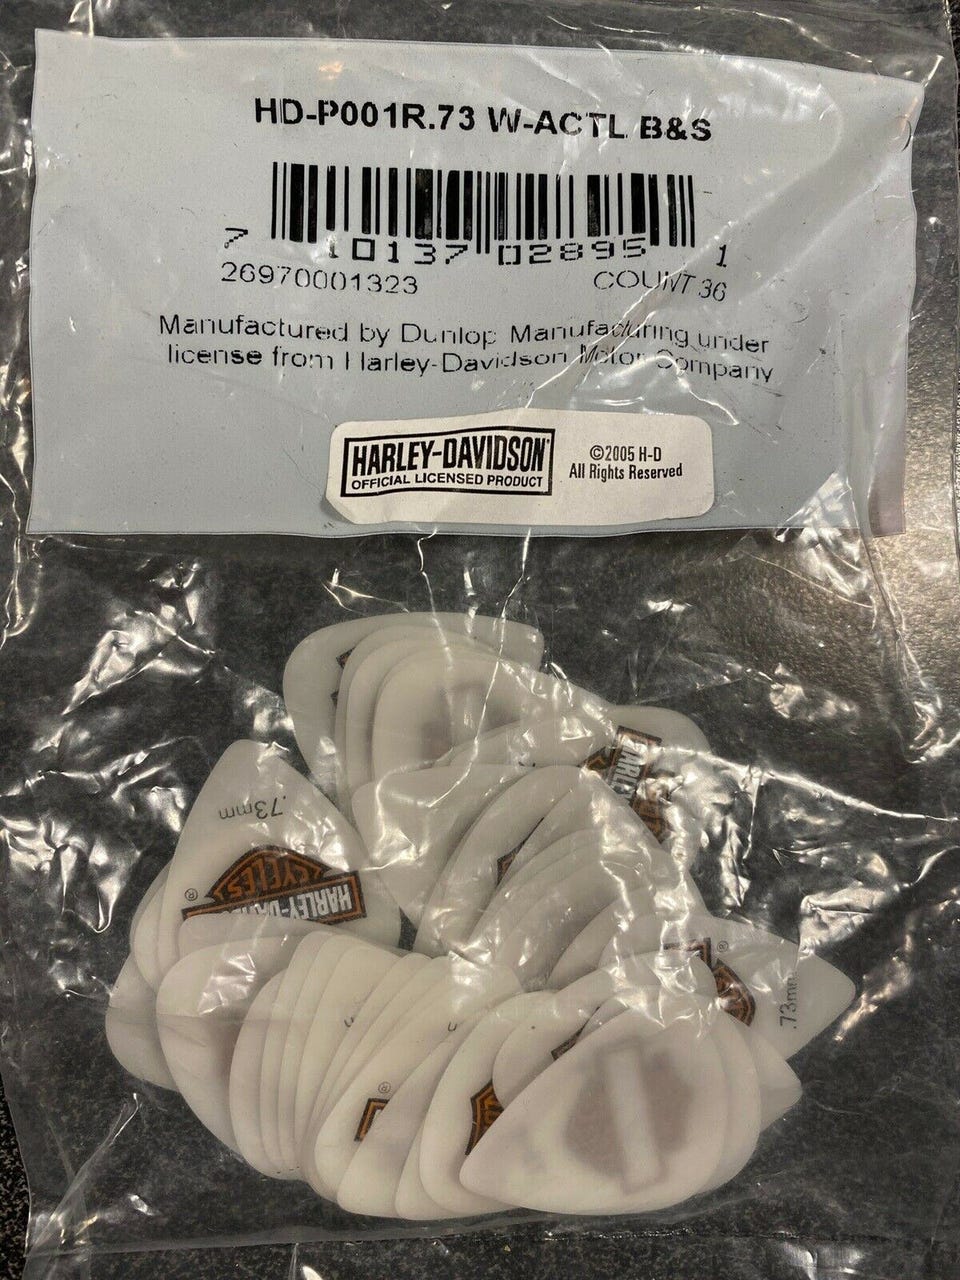 HD-P001R.73 W-ACTL B&S
7 10137 02895 1
26970001323 COUNT 36
Manufactured by Dunlop Manufacturing under
license from Harley-Davidson Motor Company
HARLEY-DAVIDSON
OFFICIAL LICENSED PRODUCT
©2005 H-D
All Rights Reserved
.73mm
CYCLES
HARLEY-DAVIDSON
®
®
.73mm
®